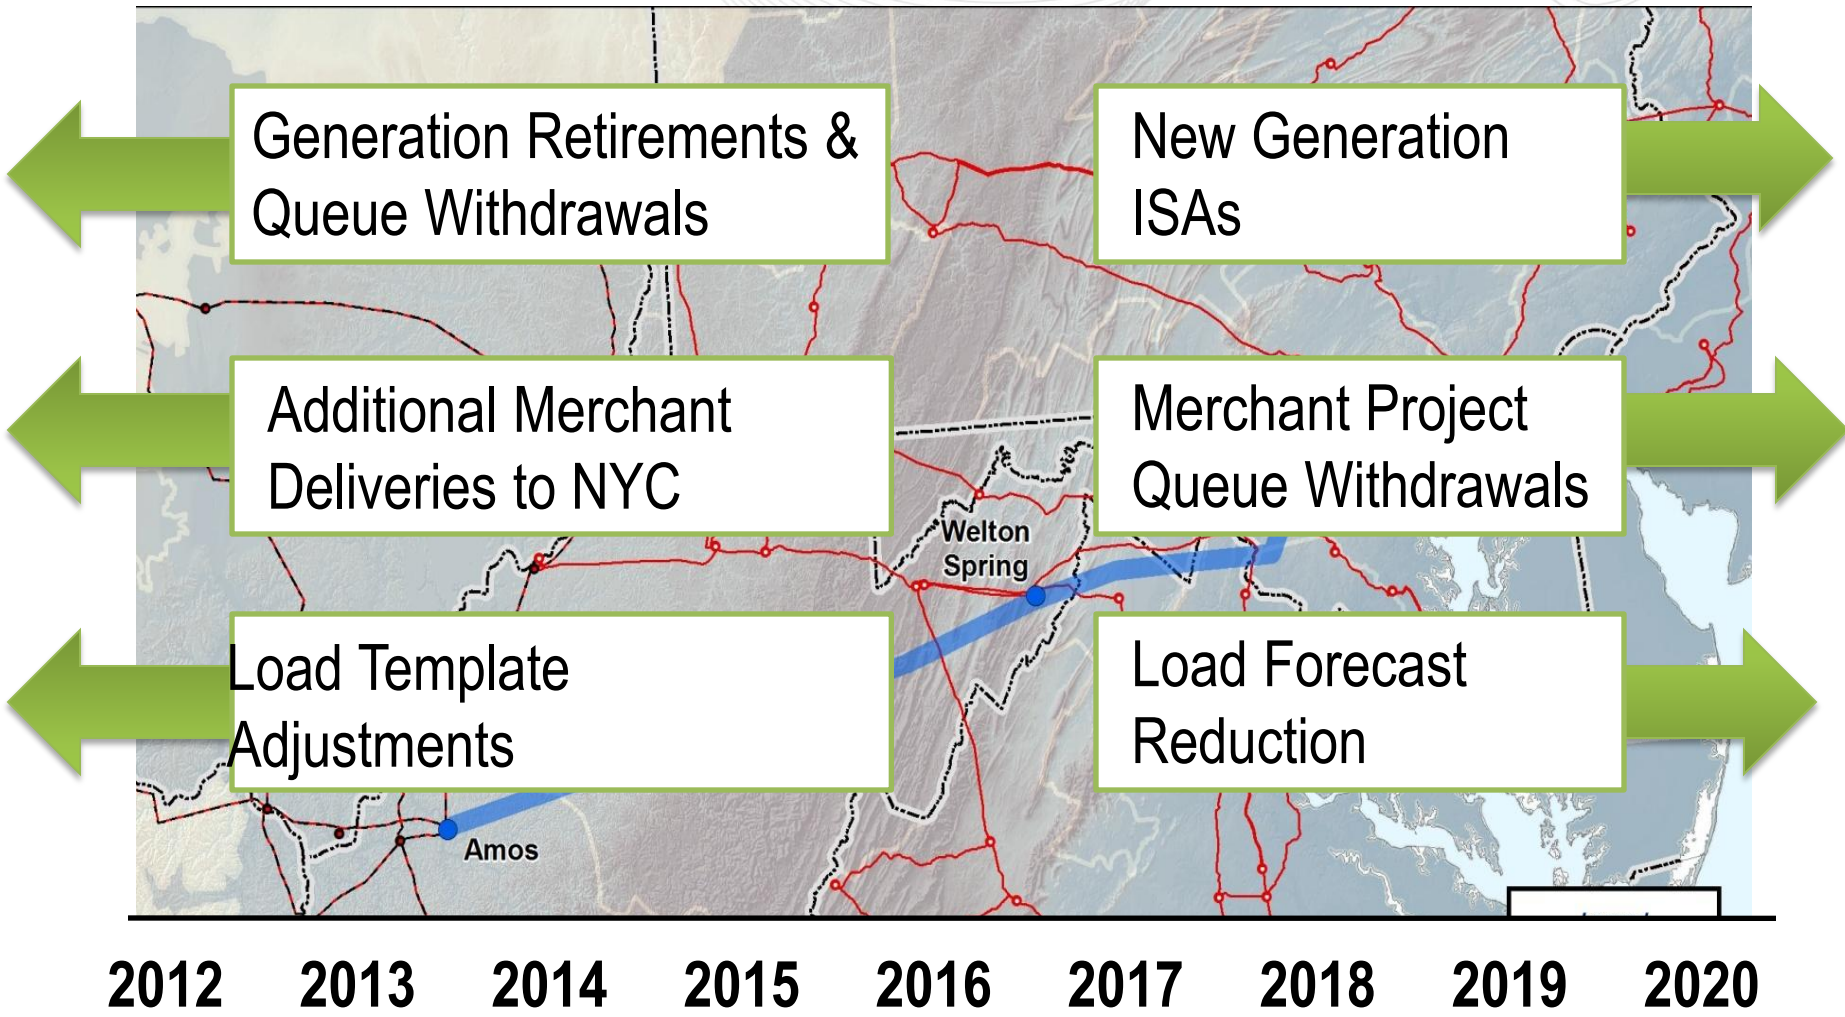 Generation Retirements &
Queue Withdrawals
New Generation
ISAs
Additional Merchant
Deliveries to NYC
Merchant Project
Queue Withdrawals
Welton
Spring
Load Template
Adjustments
Load Forecast
Reduction
Amos
2012 2013 2014 2015 2016 2017 2018 2019 2020